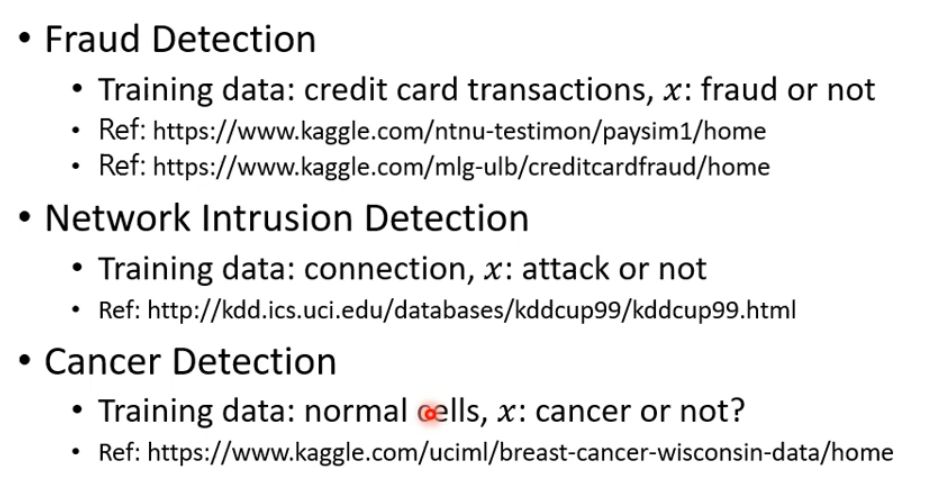 • Fraud Detection
• Training data: credit card transactions, x: fraud or not
• Ref: https://www.kaggle.com/ntnu-testimon/paysim1/home
• Ref: https://www.kaggle.com/mlg-ulb/creditcardfraud/home
• Network Intrusion Detection
• Training data: connection, x: attack or not
• Ref: http://kdd.ics.uci.edu/databases/kddcup99/kddcup99.html
• Cancer Detection
• Training data: normal cells, x: cancer or not?
• Ref: https://www.kaggle.com/uciml/breast-cancer-wisconsin-data/home